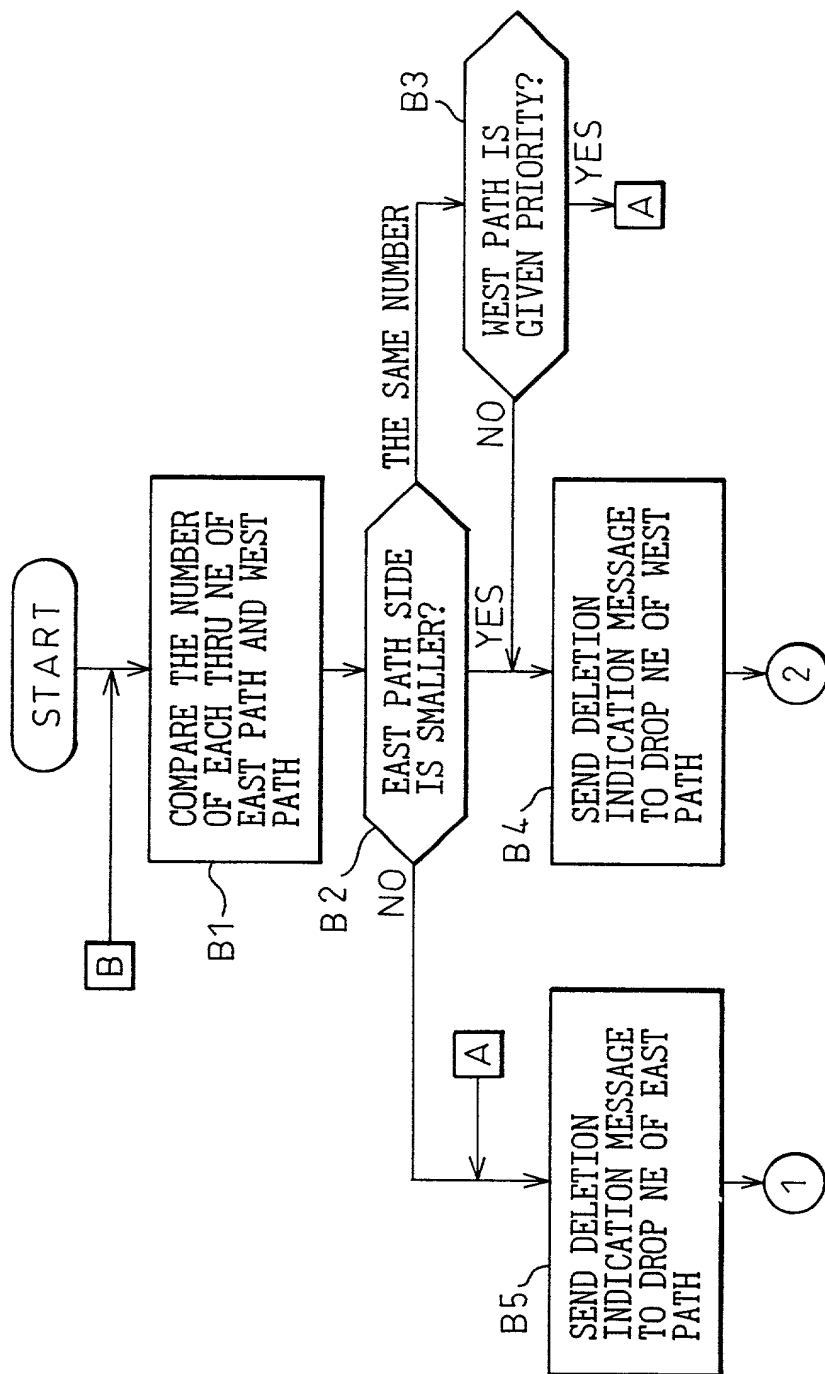 START
B
COMPARE THE NUMBER
OF EACH THRU NE OF
EAST PATH AND WEST
PATH
B1
EAST PATH SIDE
IS SMALLER?
B2
NO
YES
THE SAME NUMBER
WEST PATH IS
GIVEN PRIORITY?
B3
NO
YES
A
A
SEND DELETION
INDICATION MESSAGE
TO DROP NE OF WEST
PATH
B4
2
SEND DELETION
INDICATION MESSAGE
TO DROP NE OF EAST
PATH
B5
1